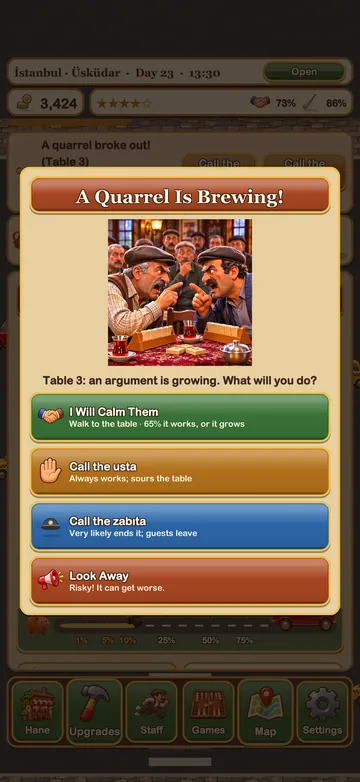 İstanbul · Üsküdar · Day 23 · 13:30
Open
3,424
73%
86%
A quarrel broke out!
(Table 3)
Call the
Call the
A Quarrel Is Brewing!
Table 3: an argument is growing. What will you do?
I Will Calm Them
Walk to the table · 65% it works, or it grows
Call the usta
Always works; sours the table
Call the zabıta
Very likely ends it; guests leave
Look Away
Risky! It can get worse.
1% 5% 10% 25% 50% 75%
Hane
Upgrades
Staff
Games
Map
Settings